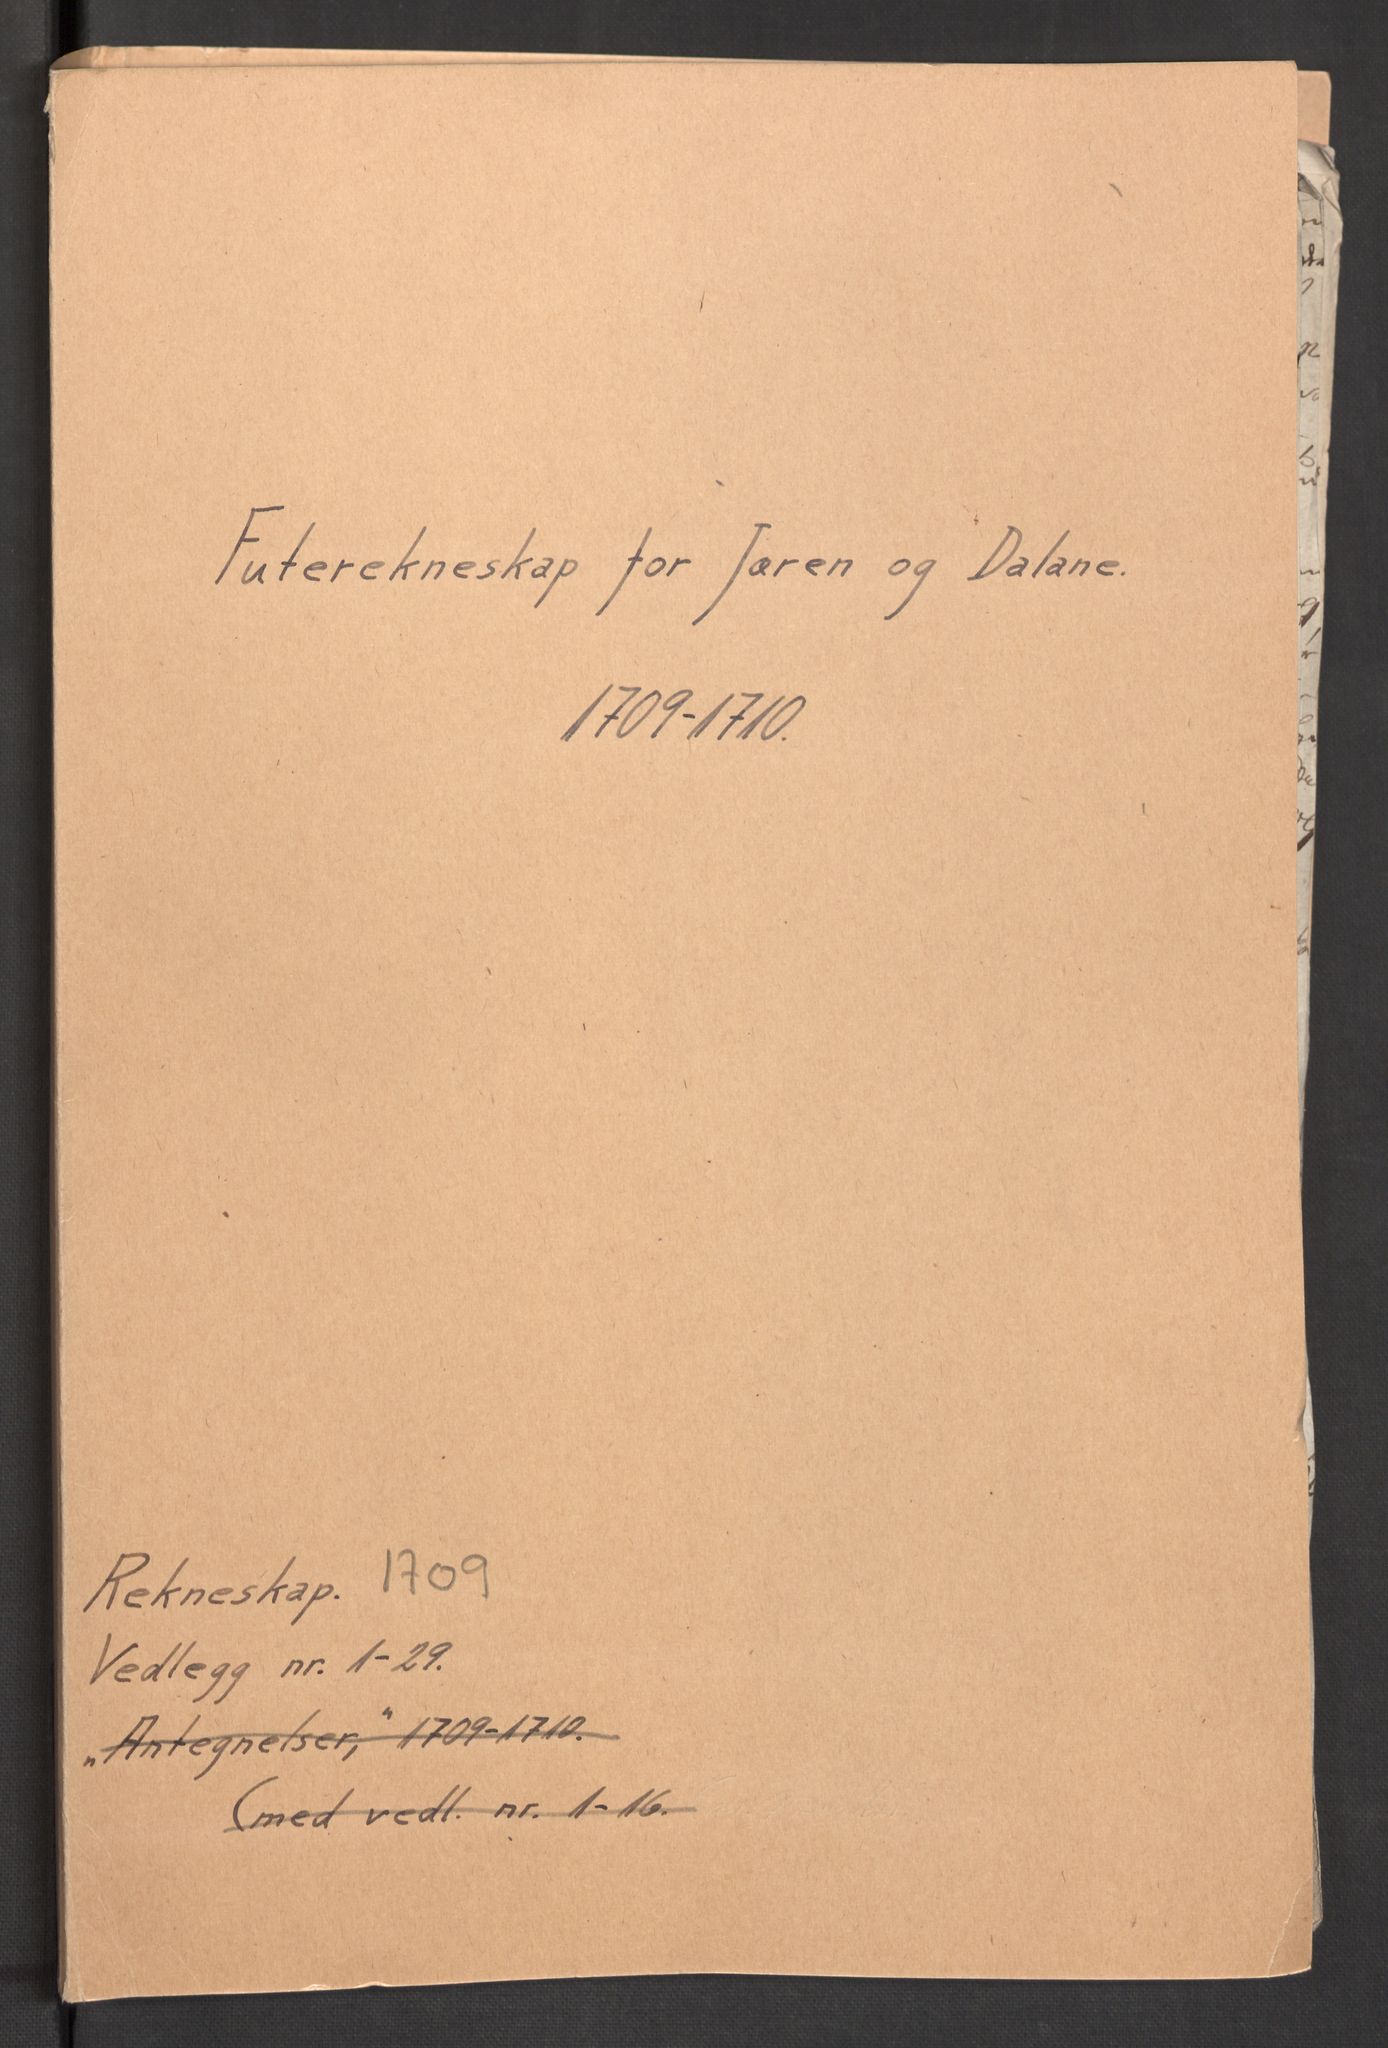 Futerekneskap for Jæren og Dalane.
1709-1710.
Rekneskap. 1709
Vedlegg nr. 1-29.
„Antegnelser,“ 1709-1710.
(med vedl. nr. 1-16.